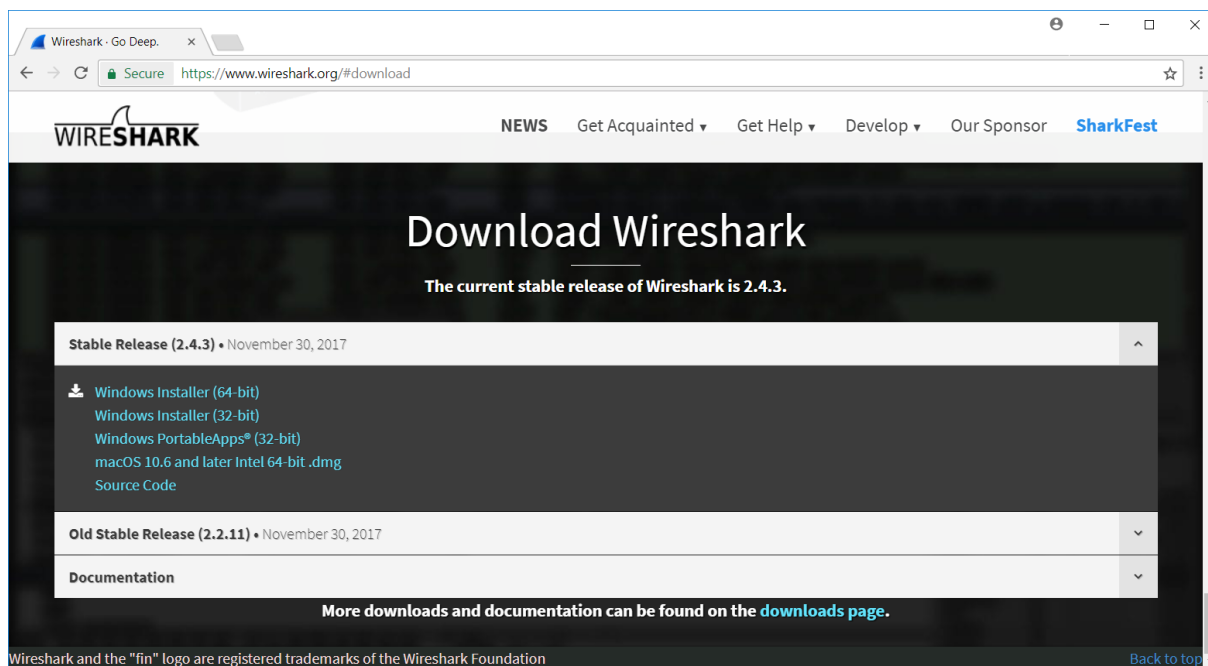 Wireshark · Go Deep.
Secure https://www.wireshark.org/#download
WIRESHARK
NEWS Get Acquainted Get Help Develop Our Sponsor SharkFest
Download Wireshark
The current stable release of Wireshark is 2.4.3.
Stable Release (2.4.3) • November 30, 2017
Windows Installer (64-bit)
Windows Installer (32-bit)
Windows PortableApps® (32-bit)
macOS 10.6 and later Intel 64-bit .dmg
Source Code
Old Stable Release (2.2.11) • November 30, 2017
Documentation
More downloads and documentation can be found on the downloads page.
Wireshark and the "fin" logo are registered trademarks of the Wireshark Foundation Back to top